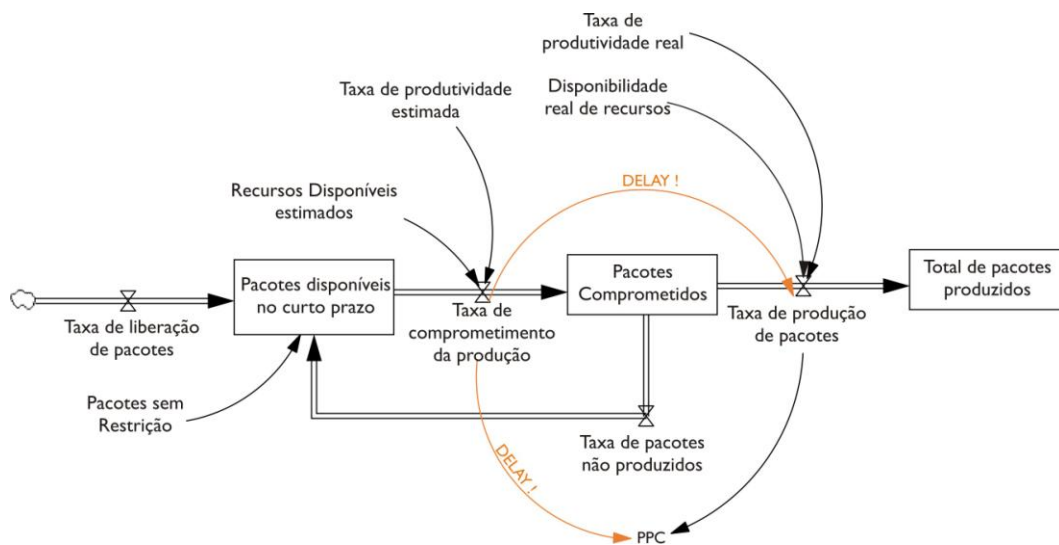 Taxa de
produtividade real
Disponibilidade
real de recursos
Taxa de produtividade
estimada
Recursos Disponíveis
estimados
DELAY !
Pacotes disponíveis
no curto prazo
Pacotes
Comprometidos
Total de pacotes
produzidos
Taxa de liberação
de pacotes
Taxa de
comprometimento
da produção
Taxa de produção
de pacotes
Pacotes sem
Restrição
Taxa de pacotes
não produzidos
DELAY !
PPC